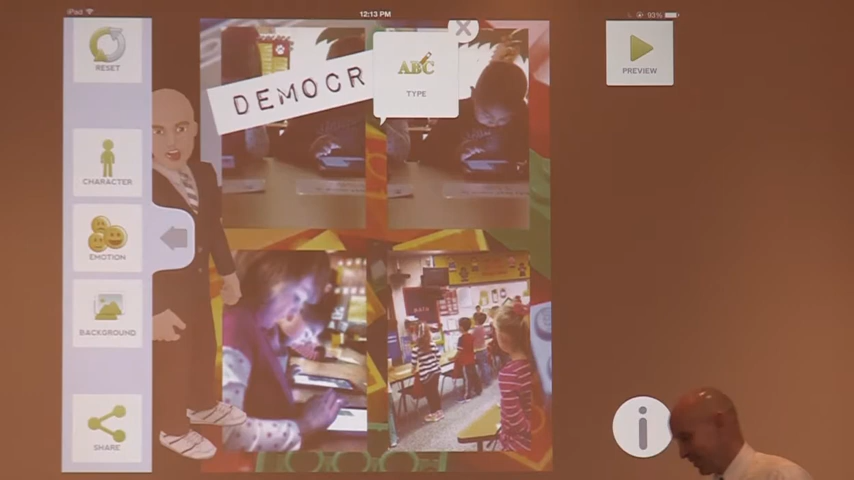 iPad
12:13 PM
93%
RESET
DEMOCR
ABC
TYPE
PREVIEW
CHARACTER
EMOTION
BACKGROUND
SHARE
i